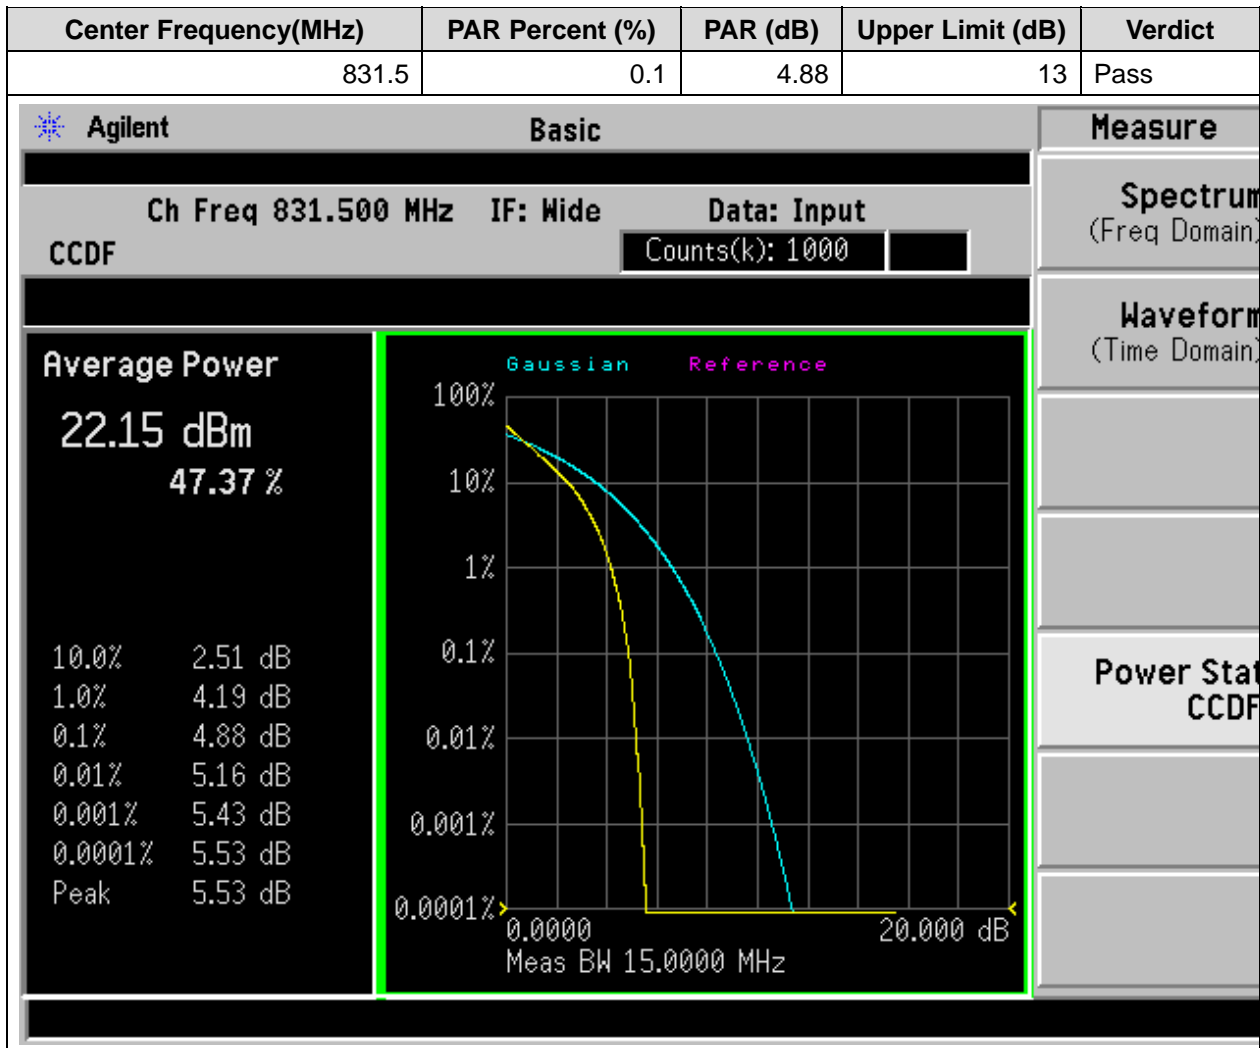 Center Frequency(MHz) PAR Percent (%) PAR (dB) Upper Limit (dB) Verdict
831.5 0.1 4.88 13 Pass
Agilent Basic Measure
Ch Freq 831.500 MHz IF: Wide Data: Input
CCDF Counts(k): 1000
Average Power
22.15 dBm
47.37 %
10.0% 2.51 dB
1.0% 4.19 dB
0.1% 4.88 dB
0.01% 5.16 dB
0.001% 5.43 dB
0.0001% 5.53 dB
Peak 5.53 dB
Gaussian Reference
100%
10%
1%
0.1%
0.01%
0.001%
0.0001%
0.0000 20.000 dB
Meas BW 15.0000 MHz
Spectrum
(Freq Domain)
Waveform
(Time Domain)
Power Stat
CCDF